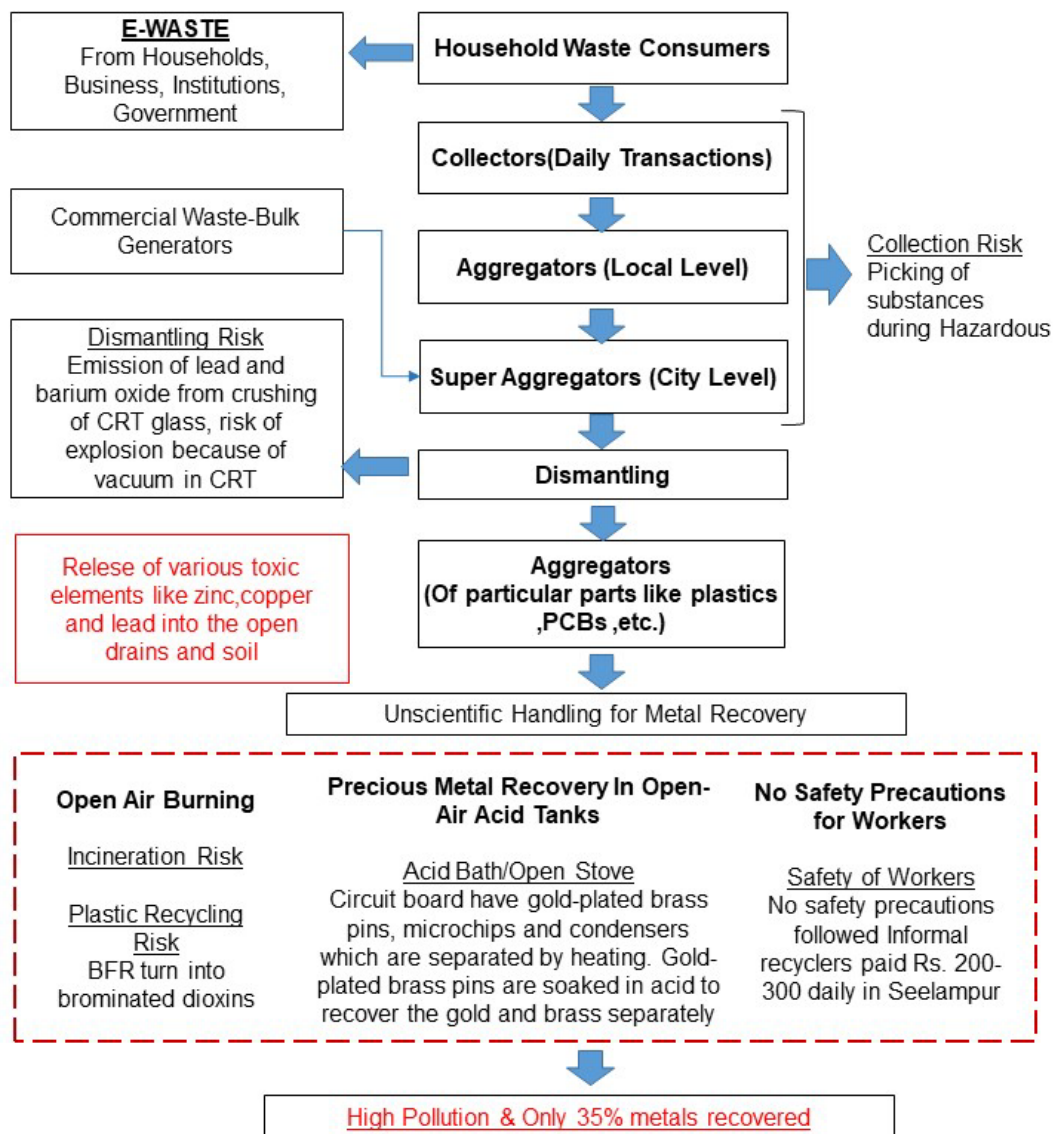 E-WASTE
From Households,
Business, Institutions,
Government
Household Waste Consumers
Collectors(Daily Transactions)
Commercial Waste-Bulk
Generators
Aggregators (Local Level)
Collection Risk
Picking of
substances
during Hazardous
Dismantling Risk
Emission of lead and
barium oxide from crushing
of CRT glass, risk of
explosion because of
vacuum in CRT
Super Aggregators (City Level)
Dismantling
Relese of various toxic
elements like zinc,copper
and lead into the open
drains and soil
Aggregators
(Of particular parts like plastics
,PCBs ,etc.)
Unscientific Handling for Metal Recovery
Open Air Burning
Incineration Risk
Plastic Recycling
Risk
BFR turn into
brominated dioxins
Precious Metal Recovery In Open-
Air Acid Tanks
Acid Bath/Open Stove
Circuit board have gold-plated brass
pins, microchips and condensers
which are separated by heating. Gold-
plated brass pins are soaked in acid to
recover the gold and brass separately
No Safety Precautions
for Workers
Safety of Workers
No safety precautions
followed Informal
recyclers paid Rs. 200-
300 daily in Seelampur
High Pollution & Only 35% metals recovered